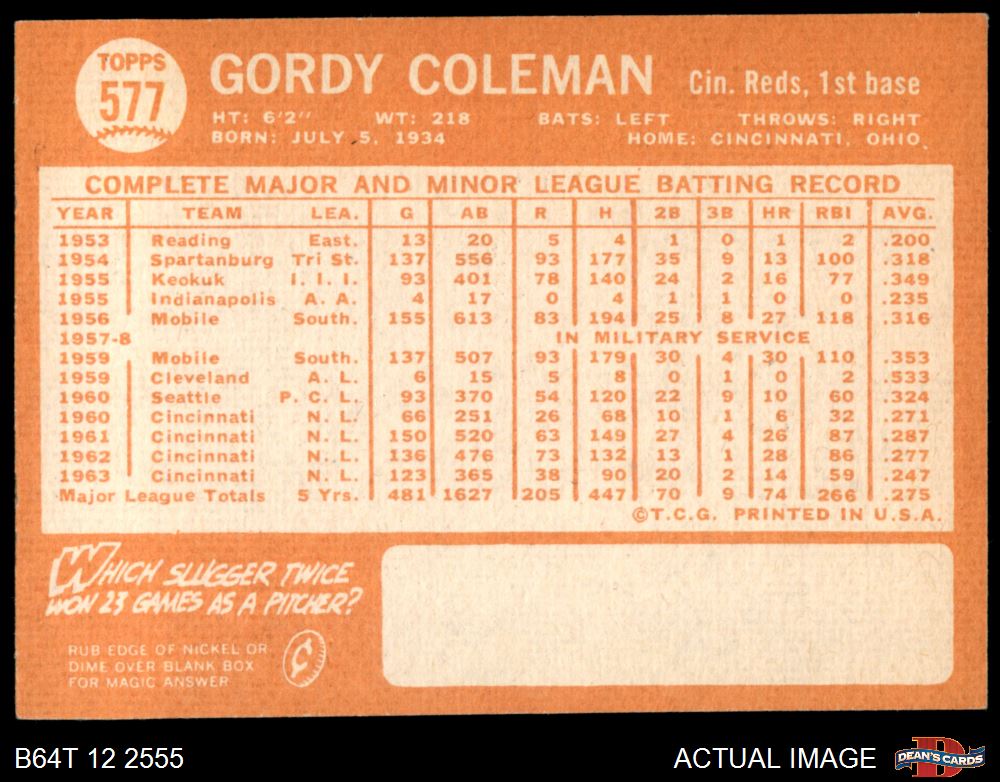 TOPPS
577
GORDY COLEMAN Cin. Reds, 1st base
HT: 6'2" WT: 218 BATS: LEFT THROWS: RIGHT
BORN: JULY 5, 1934 HOME: CINCINNATI, OHIO
COMPLETE MAJOR AND MINOR LEAGUE BATTING RECORD
YEAR TEAM LEA. G AB R H 2B 3B HR RBI AVG.
1953 Reading East. 13 20 5 4 1 0 1 2 .200
1954 Spartanburg Tri St. 137 556 93 177 35 9 13 100 .318
1955 Keokuk I. I. I. 93 401 78 140 24 2 16 77 .349
1955 Indianapolis A. A. 4 17 0 4 1 1 0 0 .235
1956 Mobile South. 155 613 83 194 25 8 27 118 .316
1957-8 IN MILITARY SERVICE
1959 Mobile South. 137 507 93 179 30 4 30 110 .353
1959 Cleveland A. L. 6 15 5 8 0 1 0 2 .533
1960 Seattle P. C. L. 93 370 54 120 22 9 10 60 .324
1960 Cincinnati N. L. 66 251 26 68 10 1 6 32 .271
1961 Cincinnati N. L. 150 520 63 149 27 4 26 87 .287
1962 Cincinnati N. L. 136 476 73 132 13 1 28 86 .277
1963 Cincinnati N. L. 123 365 38 90 20 2 14 59 .247
Major League Totals 5 Yrs. 481 1627 205 447 70 9 74 266 .275
©T.C.G. PRINTED IN U.S.A.
WHICH SLUGGER TWICE
WON 23 GAMES AS A PITCHER?
RUB EDGE OF NICKEL OR
DIME OVER BLANK BOX
FOR MAGIC ANSWER
¢
B64T 12 2555 ACTUAL IMAGE D DEAN'S CARDS